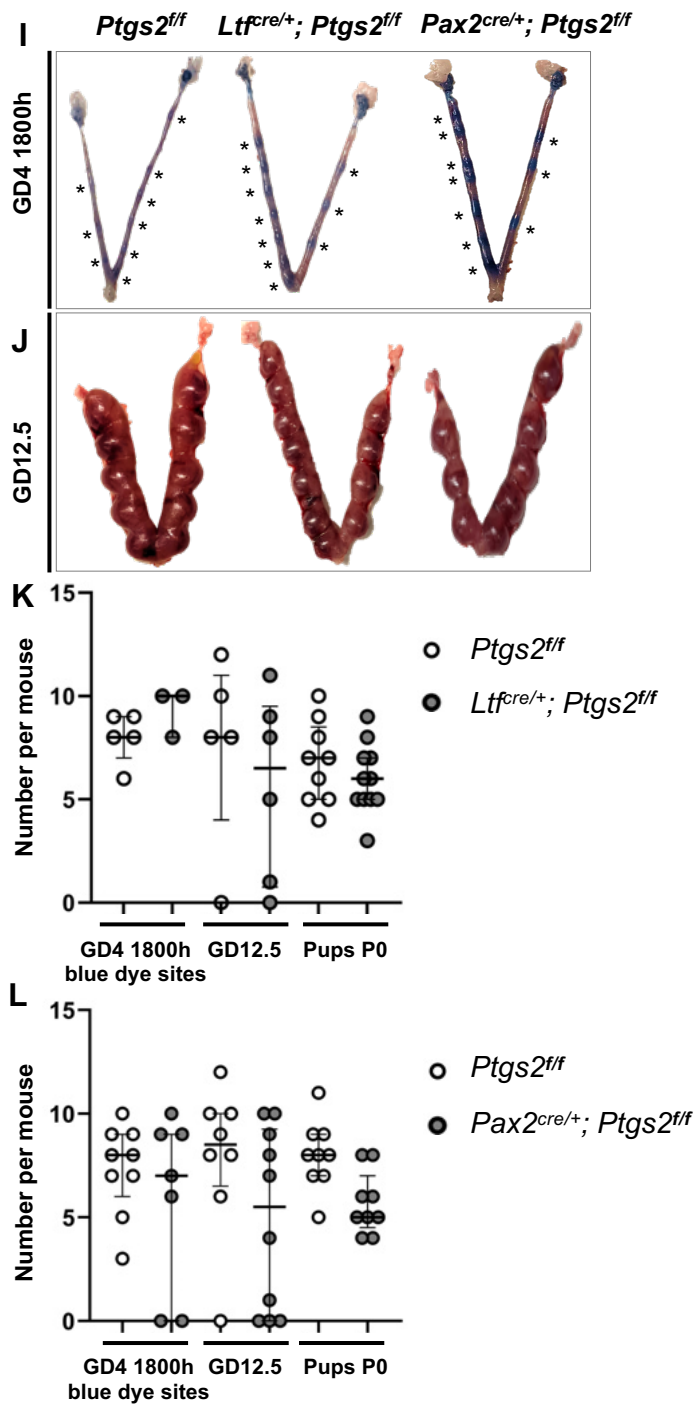 I
Ptgs2f/f Ltfcre/+; Ptgs2f/f Pax2cre/+; Ptgs2f/f
GD4 1800h
* * * * * * * *
* * * * * * * * * *
* * * * * * * * * *
J
GD12.5
K
Number per mouse
15
10
5
0
GD4 1800h
blue dye sites
GD12.5
Pups P0
Ptgs2f/f
Ltfcre/+; Ptgs2f/f
L
Number per mouse
15
10
5
0
GD4 1800h
blue dye sites
GD12.5
Pups P0
Ptgs2f/f
Pax2cre/+; Ptgs2f/f